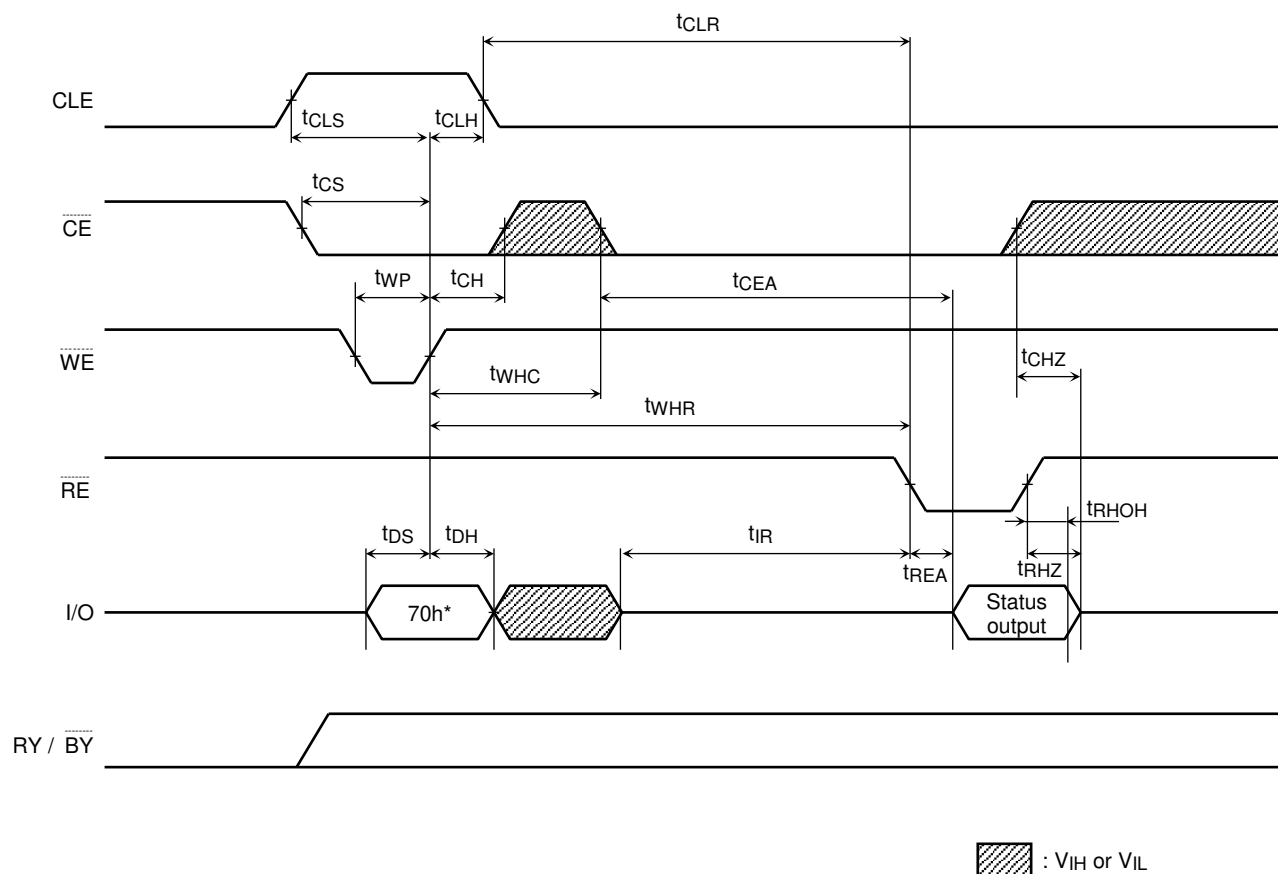 tCLR
CLE
tCLS
tCLH
tCS
CE
tWP
tCH
tCEA
WE
tCHZ
tWHC
tWHR
RE
tRHOH
tDS
tDH
tIR
tREA
tRHZ
I/O
70h*
Status
output
RY / BY
: VIH or VIL